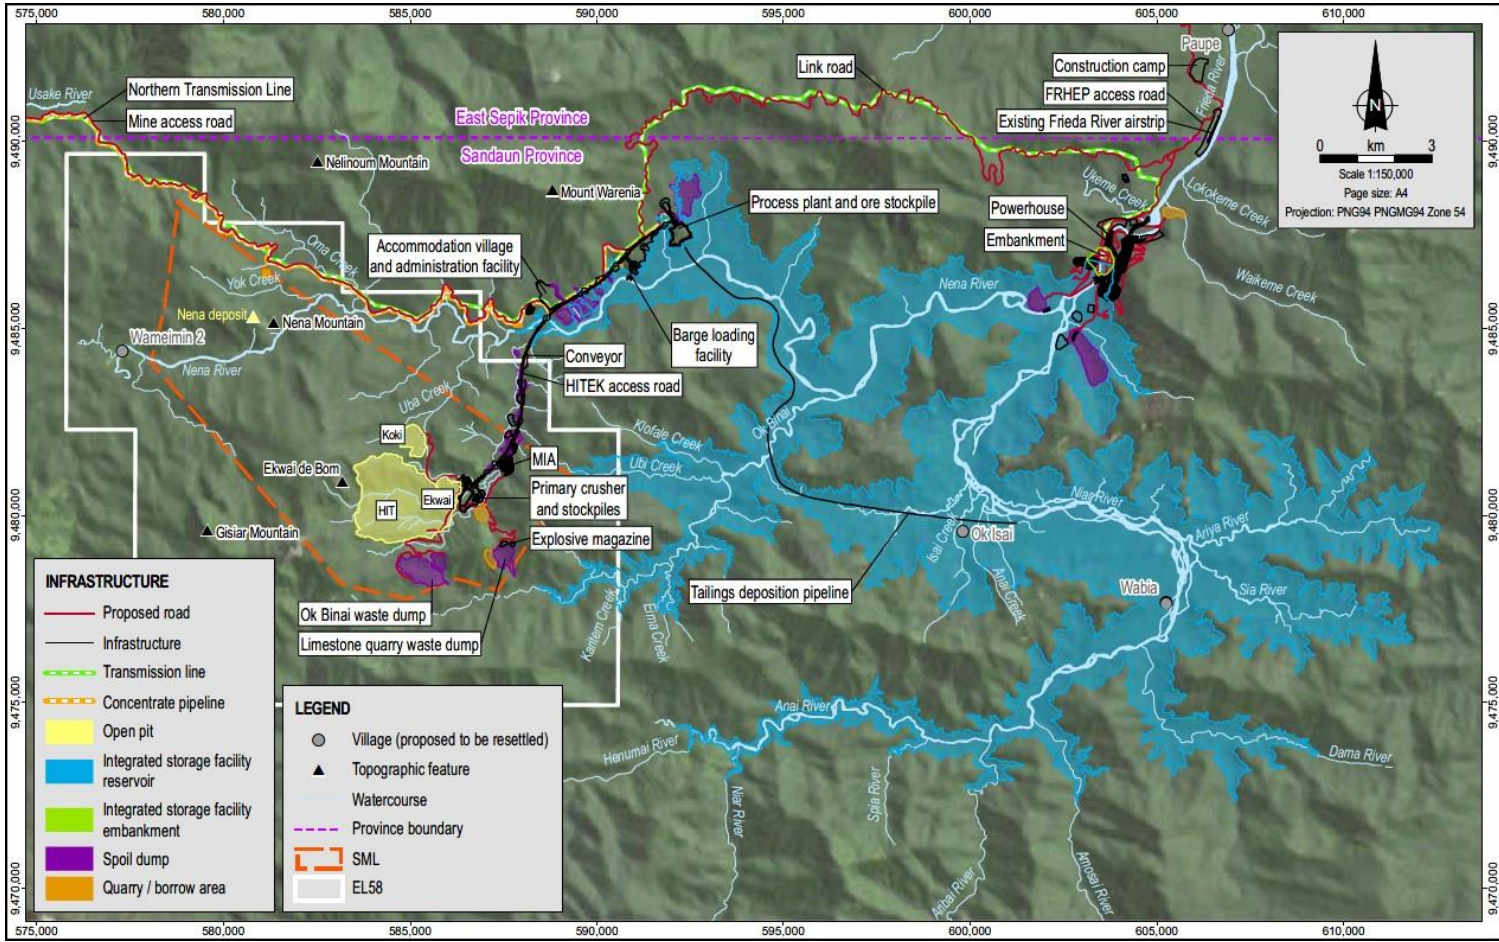 575,000
580,000
585,000
590,000
595,000
600,000
605,000
610,000
Paupe
Construction camp
FRHEP access road
Existing Frieda River airstrip
Frieda River
N
0 km 3
Scale 1:150,000
Page size: A4
Projection: PNG94 PNGMG94 Zone 54
Link road
Northern Transmission Line
Usake River
Mine access road
East Sepik Province
Sandaun Province
9,490,000
9,490,000
Nelinoum Mountain
Mount Warenia
Process plant and ore stockpile
Ukeme Creek
Lokokeme Creek
Powerhouse
Embankment
Waikeme Creek
Accommodation village
and administration facility
Oma Creek
Yok Creek
Nena deposit
Nena Mountain
Wameimin 2
Nena River
Nena River
9,485,000
9,485,000
Barge loading
facility
Conveyor
HITEK access road
Uba Creek
Ok Binai
Klofale Creek
Ubi Creek
Koki
MIA
Ekwai de Bom
Ekwai
HIT
Primary crusher
and stockpiles
Gisiar Mountain
Explosive magazine
9,480,000
9,480,000
Niar River
Ariya River
Isai Creek
Ok Isai
Anai Creek
Sia River
Wabia
Tailings deposition pipeline
Ok Binai waste dump
Limestone quarry waste dump
Kantem Creek
Erma Creek
INFRASTRUCTURE
Proposed road
Infrastructure
Transmission line
Concentrate pipeline
Open pit
Integrated storage facility
reservoir
Integrated storage facility
embankment
Spoil dump
Quarry / borrow area
LEGEND
Village (proposed to be resettled)
Topographic feature
Watercourse
Province boundary
SML
EL58
9,475,000
9,475,000
Anai River
Henumai River
Dama River
Niar River
Spia River
Anbai River
Amosai River
9,470,000
9,470,000
575,000
580,000
585,000
590,000
595,000
600,000
605,000
610,000